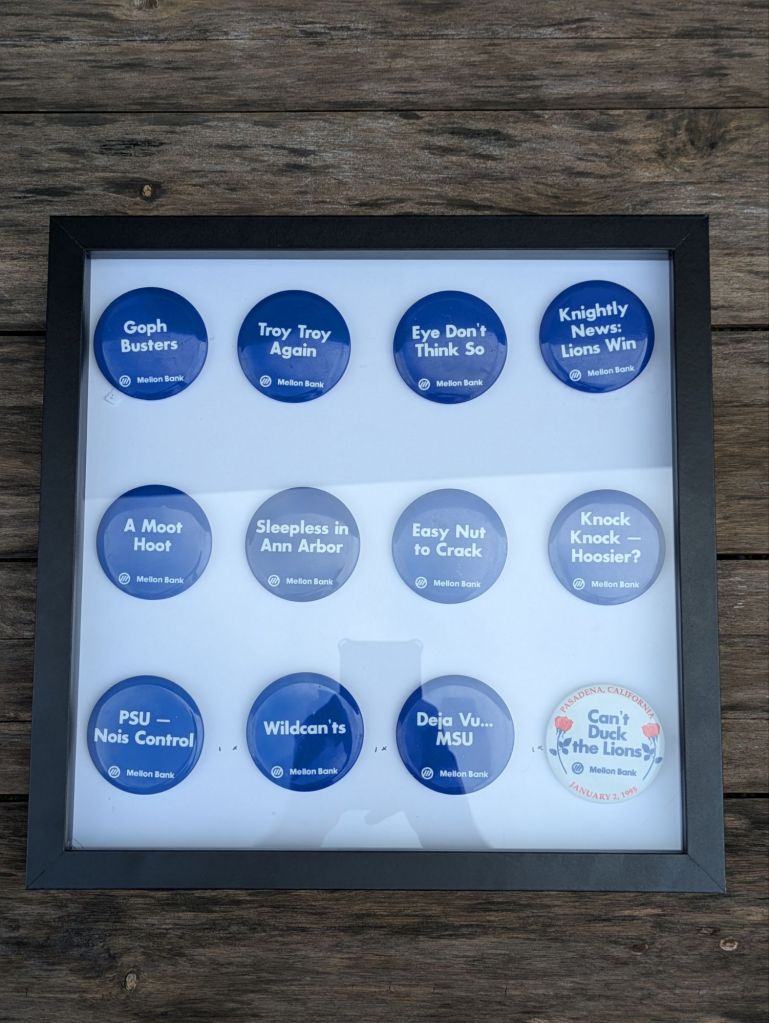 Goph
Busters
Mellon Bank
Troy Troy
Again
Mellon Bank
Eye Don't
Think So
Mellon Bank
Knightly
News:
Lions Win
Mellon Bank
A Moot
Hoot
Mellon Bank
Sleepless in
Ann Arbor
Mellon Bank
Easy Nut
to Crack
Mellon Bank
Knock
Knock —
Hoosier?
Mellon Bank
PSU —
Nois Control
Mellon Bank
Wildcan'ts
Mellon Bank
Deja Vu...
MSU
Mellon Bank
PASADENA, CALIFORNIA
Can't
Duck
the Lions
Mellon Bank
JANUARY 2, 1995